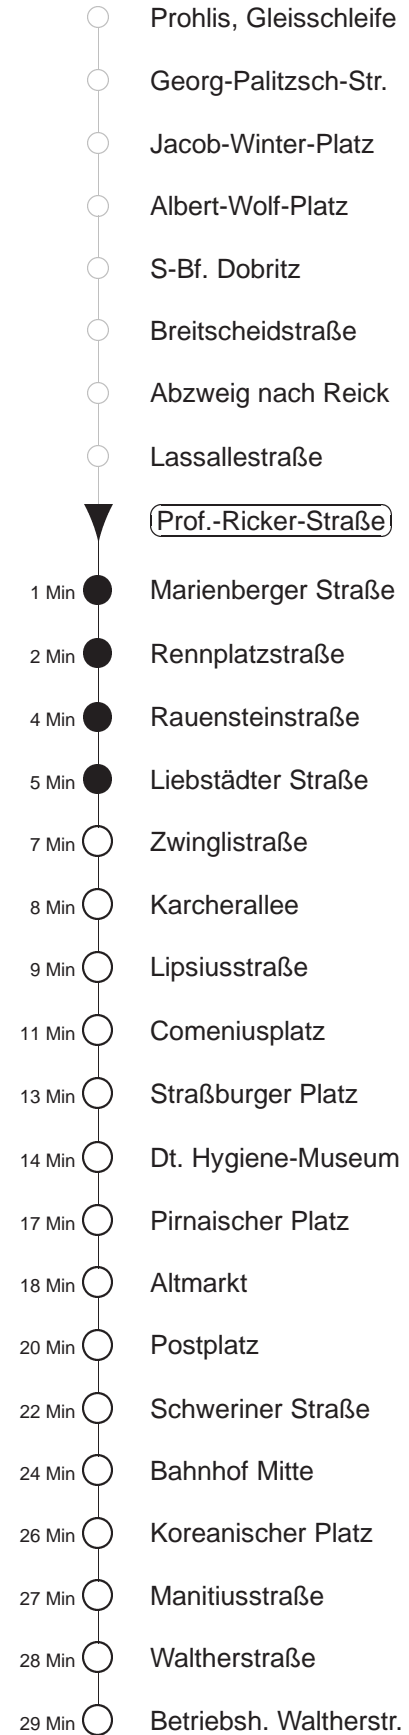 Prohlis, Gleisschleife
Georg-Palitzsch-Str.
Jacob-Winter-Platz
Albert-Wolf-Platz
S-Bf. Dobritz
Breitscheidstraße
Abzweig nach Reick
Lassallestraße
Prof.-Ricker-Straße
1 Min Marienberger Straße
2 Min Rennplatzstraße
4 Min Rauensteinstraße
5 Min Liebstädter Straße
7 Min Zwinglistraße
8 Min Karcherallee
9 Min Lipsiusstraße
11 Min Comeniusplatz
13 Min Straßburger Platz
14 Min Dt. Hygiene-Museum
17 Min Pirnaischer Platz
18 Min Altmarkt
20 Min Postplatz
22 Min Schweriner Straße
24 Min Bahnhof Mitte
26 Min Koreanischer Platz
27 Min Manitiusstraße
28 Min Waltherstraße
29 Min Betriebsh. Waltherstr.